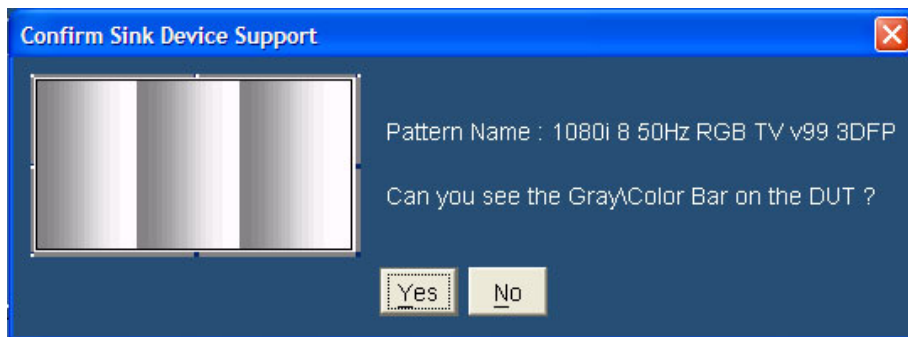 Confirm Sink Device Support
Pattern Name : 1080i 8 50Hz RGB TV v99 3DFP
Can you see the Gray\Color Bar on the DUT ?
Yes No